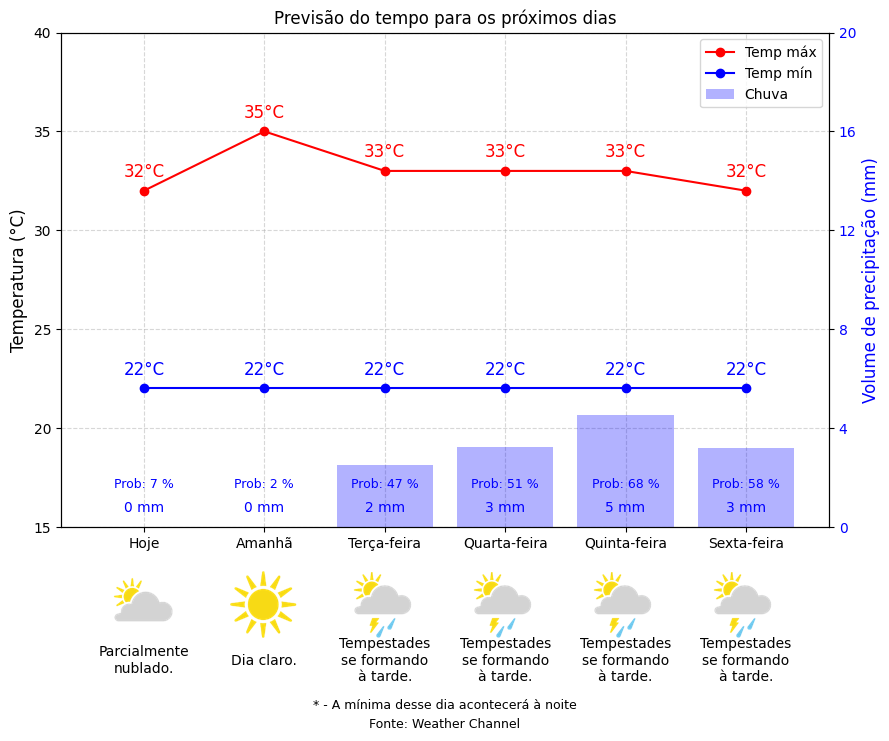 Previsão do tempo para os próximos dias
40
35
30
25
20
15
Temperatura (°C)
20
16
12
8
4
0
Volume de precipitação (mm)
Temp máx
Temp mín
Chuva
32°C
35°C
33°C
33°C
33°C
32°C
22°C
22°C
22°C
22°C
22°C
22°C
Prob: 7 %
Prob: 2 %
Prob: 47 %
Prob: 51 %
Prob: 68 %
Prob: 58 %
0 mm
0 mm
2 mm
3 mm
5 mm
3 mm
Hoje
Amanhã
Terça-feira
Quarta-feira
Quinta-feira
Sexta-feira
Parcialmente
nublado.
Dia claro.
Tempestades
se formando
à tarde.
Tempestades
se formando
à tarde.
Tempestades
se formando
à tarde.
Tempestades
se formando
à tarde.
* - A mínima desse dia acontecerá à noite
Fonte: Weather Channel